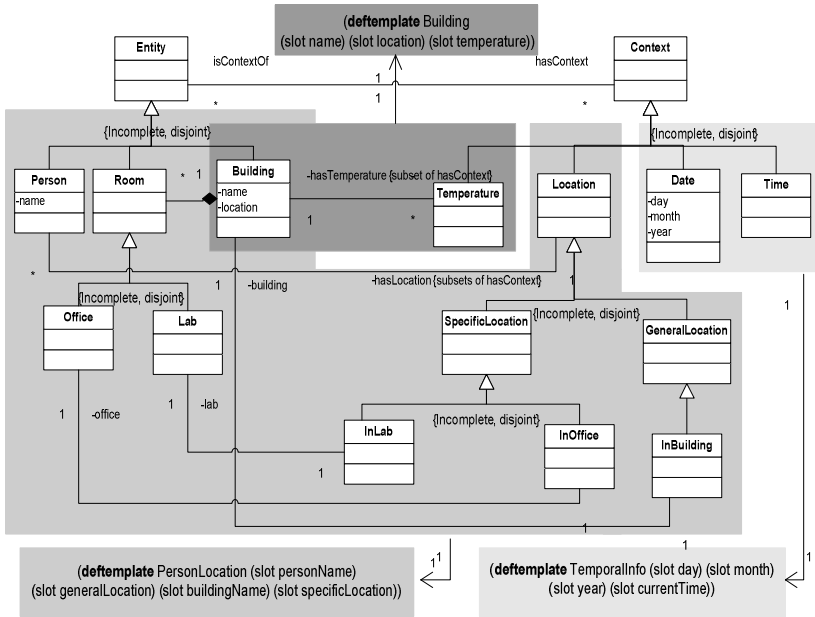 (deftemplate Building
(slot name) (slot location) (slot temperature))
Entity
Context
isContextOf
hasContext
1
1
*
*
{Incomplete, disjoint}
{Incomplete, disjoint}
Person
-name
Room
*
1
Building
-name
-location
-hasTemperature {subset of hasContext}
1
*
Temperature
Location
Date
-day
-month
-year
Time
*
1
-building
-hasLocation {subsets of hasContext}
1
{Incomplete, disjoint}
Office
Lab
SpecificLocation
{Incomplete, disjoint}
GeneralLocation
1
1
-office
1
-lab
{Incomplete, disjoint}
InLab
InOffice
InBuilding
1
1
1
1
1
1
(deftemplate PersonLocation (slot personName)
(slot generalLocation) (slot buildingName) (slot specificLocation))
(deftemplate TemporalInfo (slot day) (slot month)
(slot year) (slot currentTime))